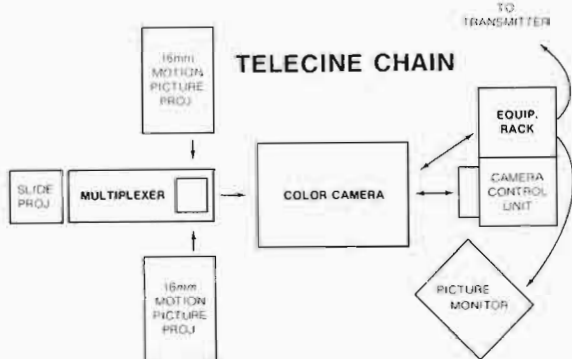 TO
TRANSMITTER
16mm
MOTION
PICTURE
PROJ
TELECINE CHAIN
EQUIP.
RACK
SLIDE
PROJ
MULTIPLEXER
COLOR CAMERA
CAMERA
CONTROL
UNIT
16mm
MOTION
PICTURE
PROJ
PICTURE
MONITOR